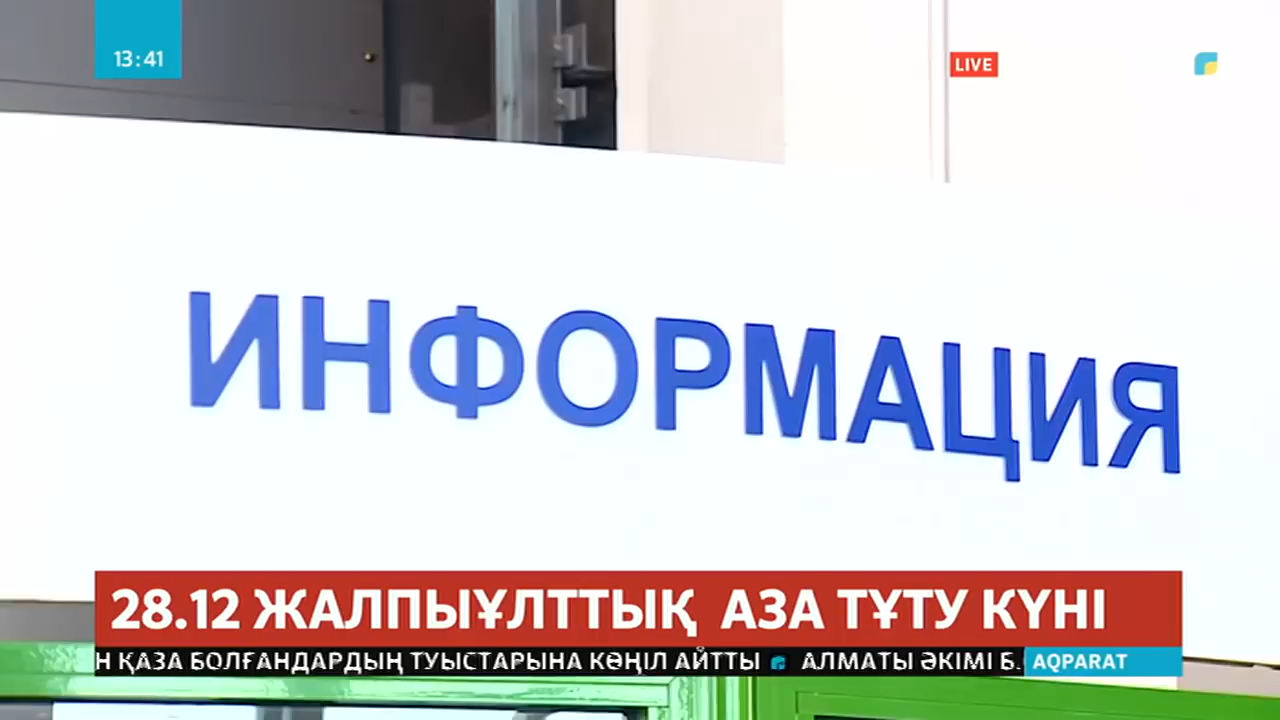 13:41
LIVE
ИНФОРМАЦИЯ
28.12 ЖАЛПЫҰЛТТЫҚ АЗА ТҰТУ КҮНІ
Н ҚАЗА БОЛҒАНДАРДЫҢ ТУЫСТАРЫНА КӨҢІЛ АЙТТЫ АЛМАТЫ ӘКІМІ Б. AQPARAT